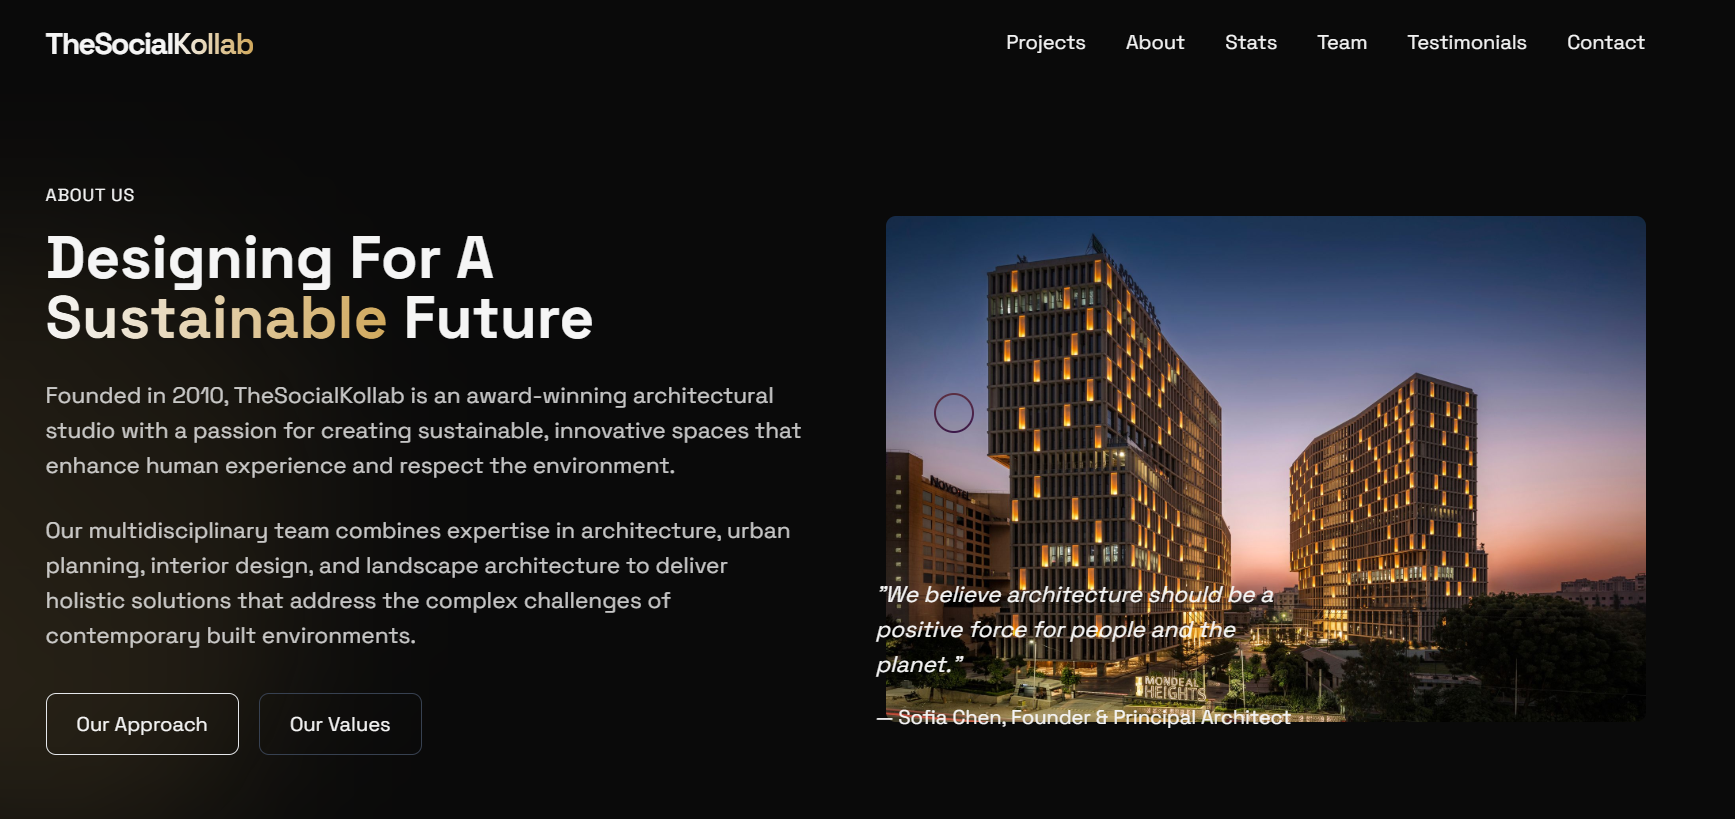 TheSocialKollab
Projects About Stats Team Testimonials Contact
ABOUT US
Designing For A
Sustainable Future
Founded in 2010, TheSocialKollab is an award-winning architectural
studio with a passion for creating sustainable, innovative spaces that
enhance human experience and respect the environment.
Our multidisciplinary team combines expertise in architecture, urban
planning, interior design, and landscape architecture to deliver
holistic solutions that address the complex challenges of
contemporary built environments.
Our Approach Our Values
MONDEAL
NOVOTEL
"We believe architecture should be a
positive force for people and the
planet."
MONDEAL
HEIGHTS
— Sofia Chen, Founder & Principal Architect